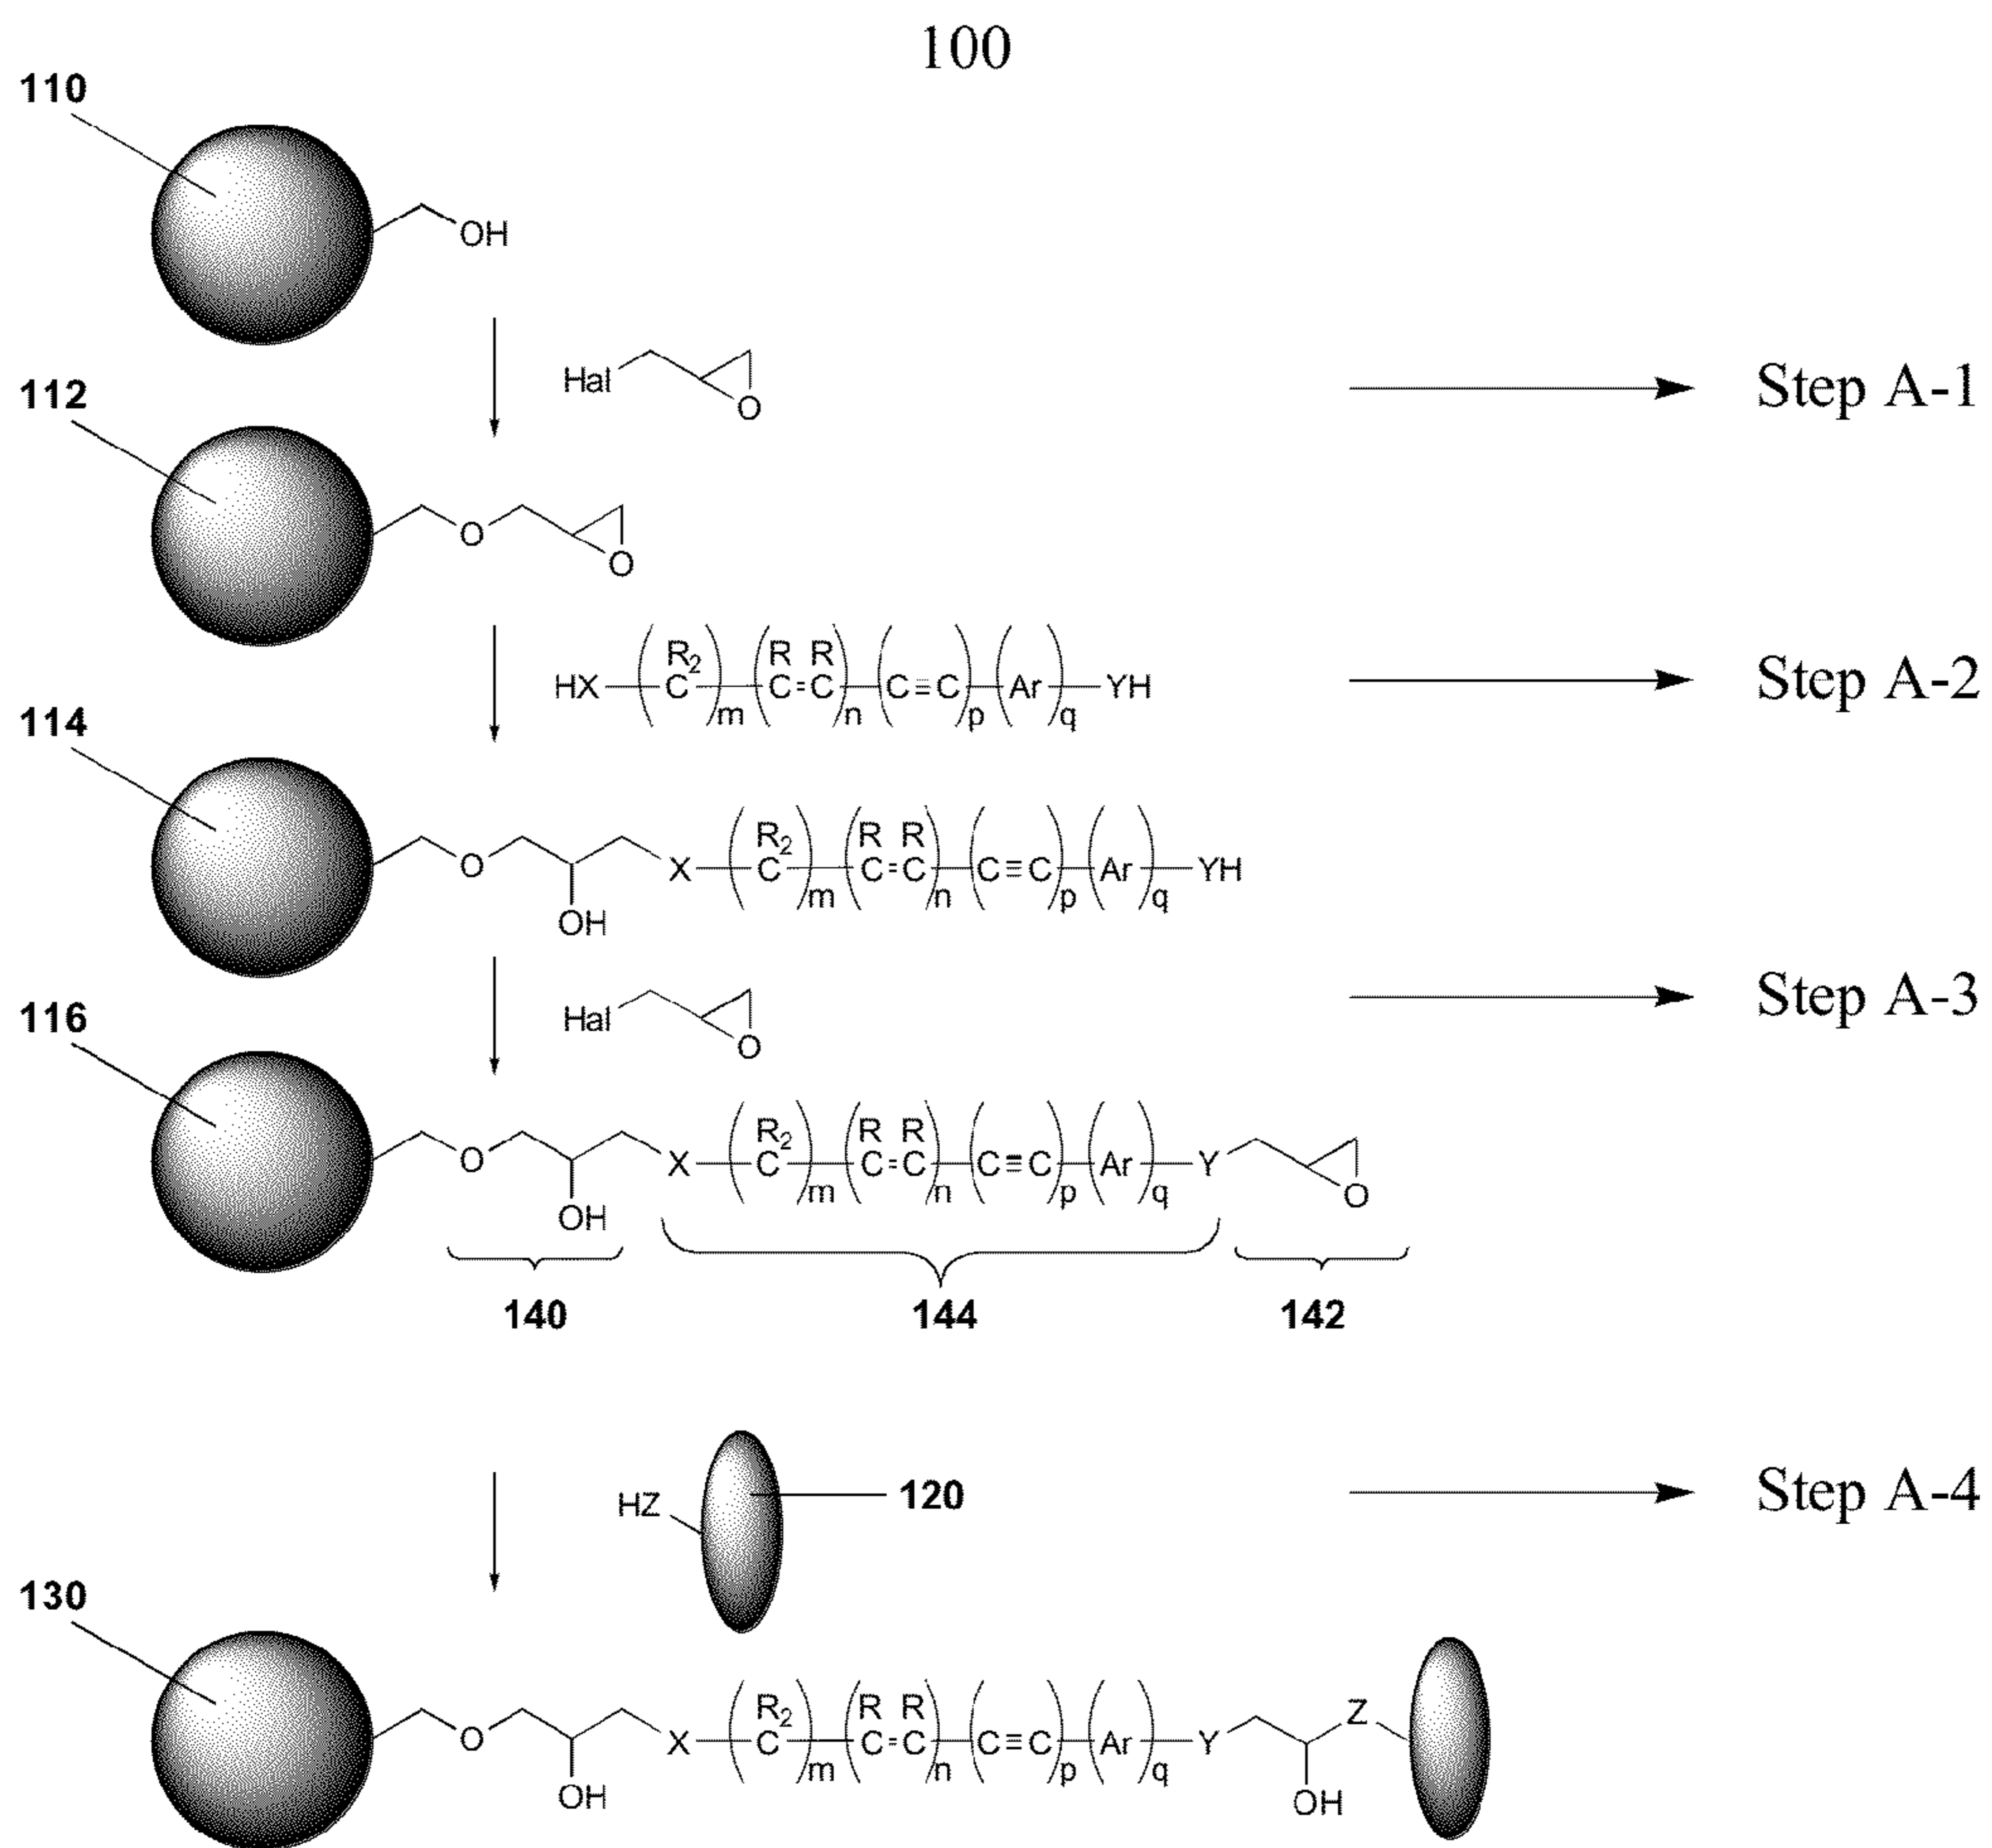 100
110
OH
Hal
O
Step A-1
112
O
O
HX
R2
C
m
R R
C=C
n
C≡C
p
Ar
q
YH
Step A-2
114
O
OH
X
R2
C
m
R R
C=C
n
C≡C
p
Ar
q
YH
Hal
O
Step A-3
116
O
OH
X
R2
C
m
R R
C=C
n
C≡C
p
Ar
q
Y
O
140
144
142
HZ
120
Step A-4
130
O
OH
X
R2
C
m
R R
C=C
n
C≡C
p
Ar
q
Y
OH
Z